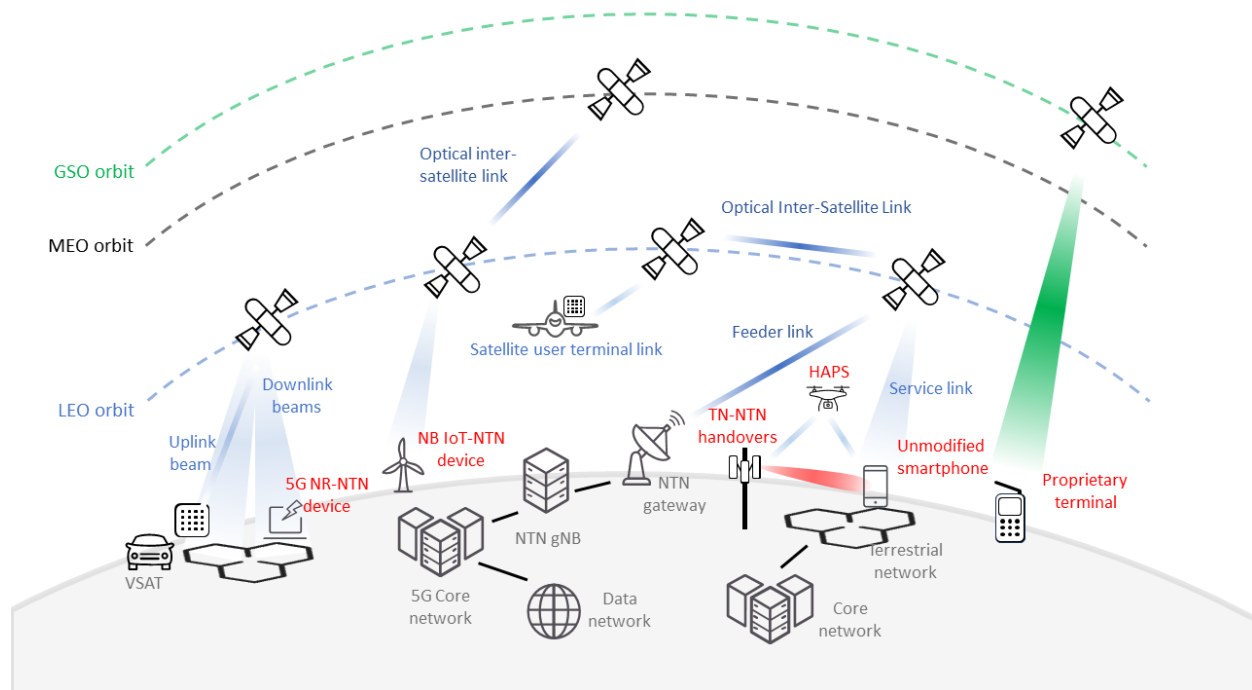 GSO orbit
MEO orbit
LEO orbit
Optical inter-
satellite link
Optical Inter-Satellite Link
Satellite user terminal link
Feeder link
HAPS
Service link
Downlink
beams
Uplink
beam
NB IoT-NTN
device
5G NR-NTN
device
TN-NTN
handovers
Unmodified
smartphone
Proprietary
terminal
NTN
gateway
NTN gNB
VSAT
5G Core
network
Data
network
Terrestrial
network
Core
network